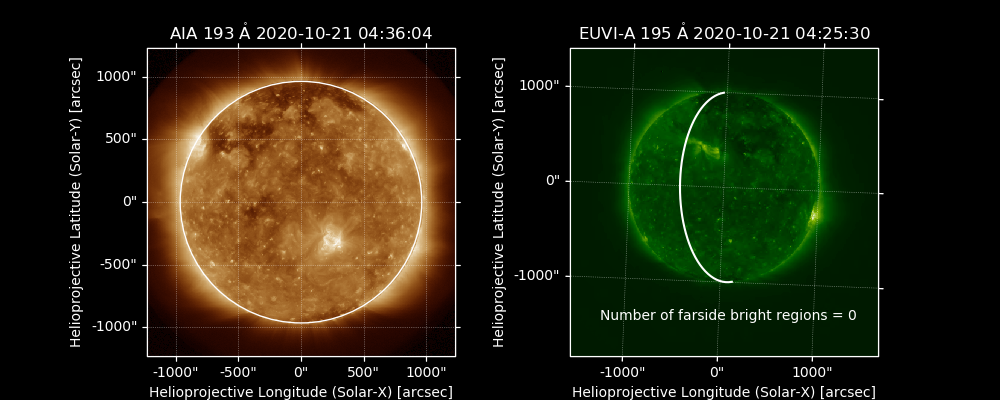 AIA 193 Å 2020-10-21 04:36:04
Helioprojective Latitude (Solar-Y) [arcsec]
1000"
500"
0"
-500"
-1000"
-1000"
-500"
0"
500"
1000"
Helioprojective Longitude (Solar-X) [arcsec]
EUVI-A 195 Å 2020-10-21 04:25:30
Helioprojective Latitude (Solar-Y) [arcsec]
1000"
0"
-1000"
Number of farside bright regions = 0
-1000"
0"
1000"
Helioprojective Longitude (Solar-X) [arcsec]